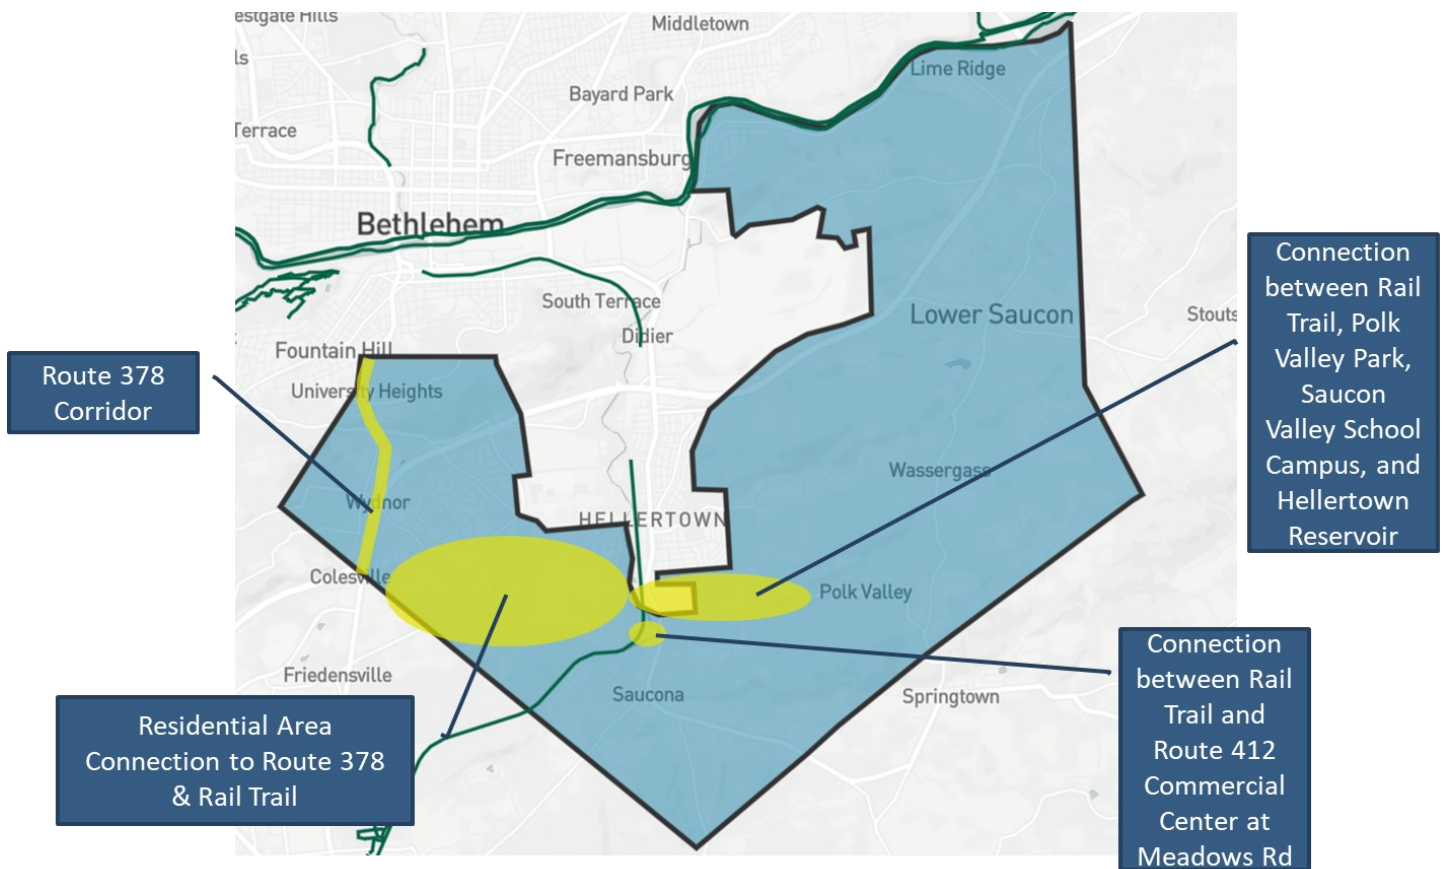 estgate Hills
Middletown
ls
Lime Ridge
Bayard Park
Terrace
Freemansburg
Bethlehem
South Terrace
Lower Saucon
Stouts
Didier
Fountain Hill
University Heights
Wydnor
Wassergass
HELLERTOWN
Colesville
Polk Valley
Friedensville
Saucona
Springtown
Route 378
Corridor
Residential Area
Connection to Route 378
& Rail Trail
Connection
between Rail
Trail, Polk
Valley Park,
Saucon
Valley School
Campus, and
Hellertown
Reservoir
Connection
between Rail
Trail and
Route 412
Commercial
Center at
Meadows Rd